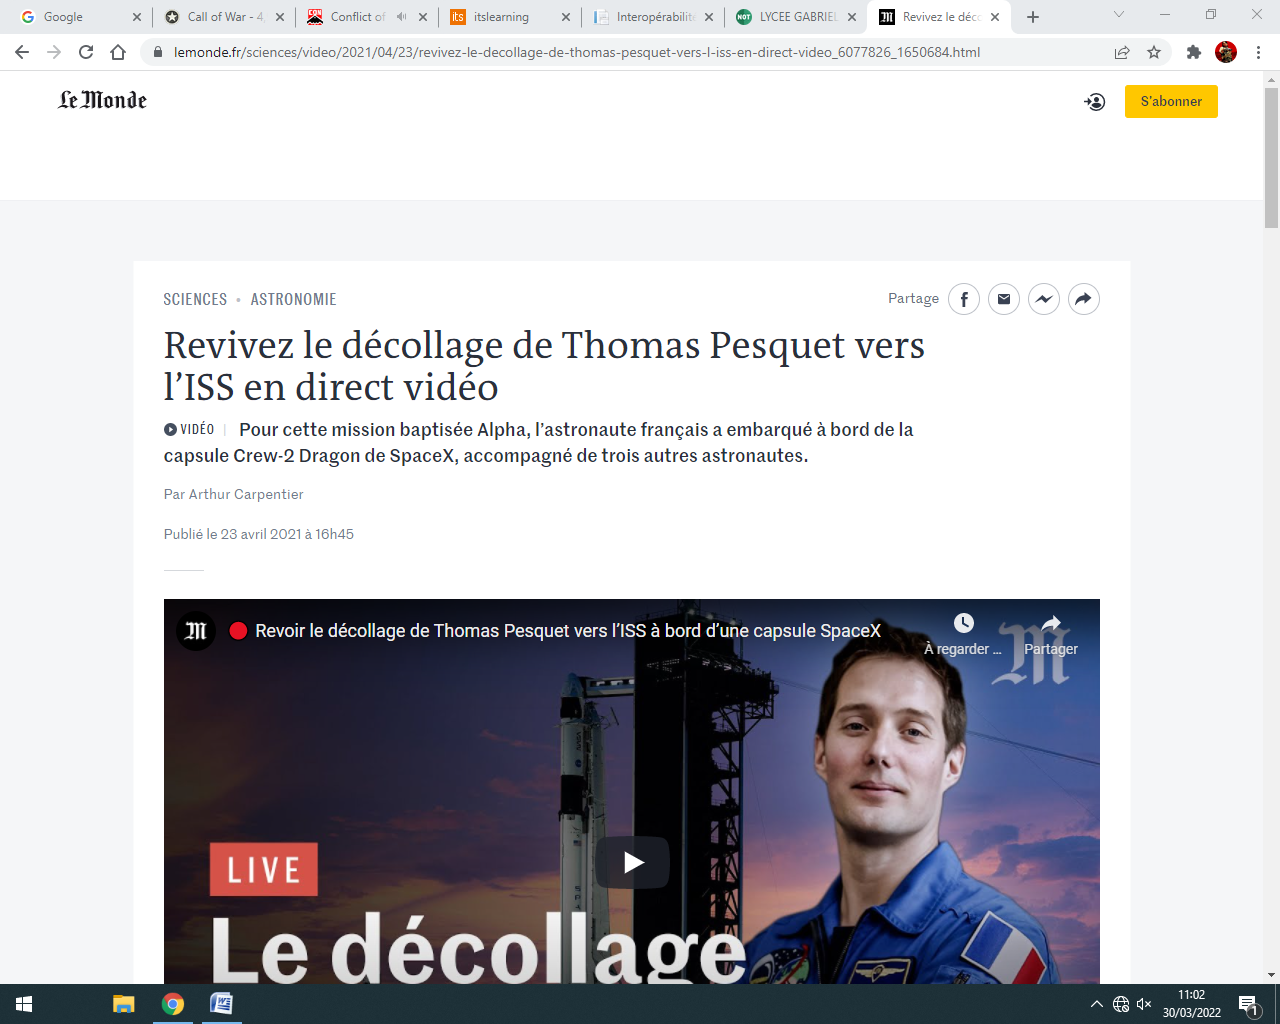 Google
Call of War - 4
Conflict of
its
itslearning
Interopérabilité
NOT
LYCEE GABRIEL
M
Revivez le déc
lemonde.fr/sciences/video/2021/04/23/revivez-le-decollage-de-thomas-pesquet-vers-l-iss-en-direct-video_6077826_1650684.html
Le Monde
S'abonner
SCIENCES • ASTRONOMIE
Partage
Revivez le décollage de Thomas Pesquet vers
l’ISS en direct vidéo
VIDÉO | Pour cette mission baptisée Alpha, l’astronaute français a embarqué à bord de la
capsule Crew-2 Dragon de SpaceX, accompagné de trois autres astronautes.
Par Arthur Carpentier
Publié le 23 avril 2021 à 16h45
M
Revoir le décollage de Thomas Pesquet vers l’ISS à bord d’une capsule SpaceX
À regarder ...
Partager
M
LIVE
Le décollage
W
11:02
30/03/2022
1